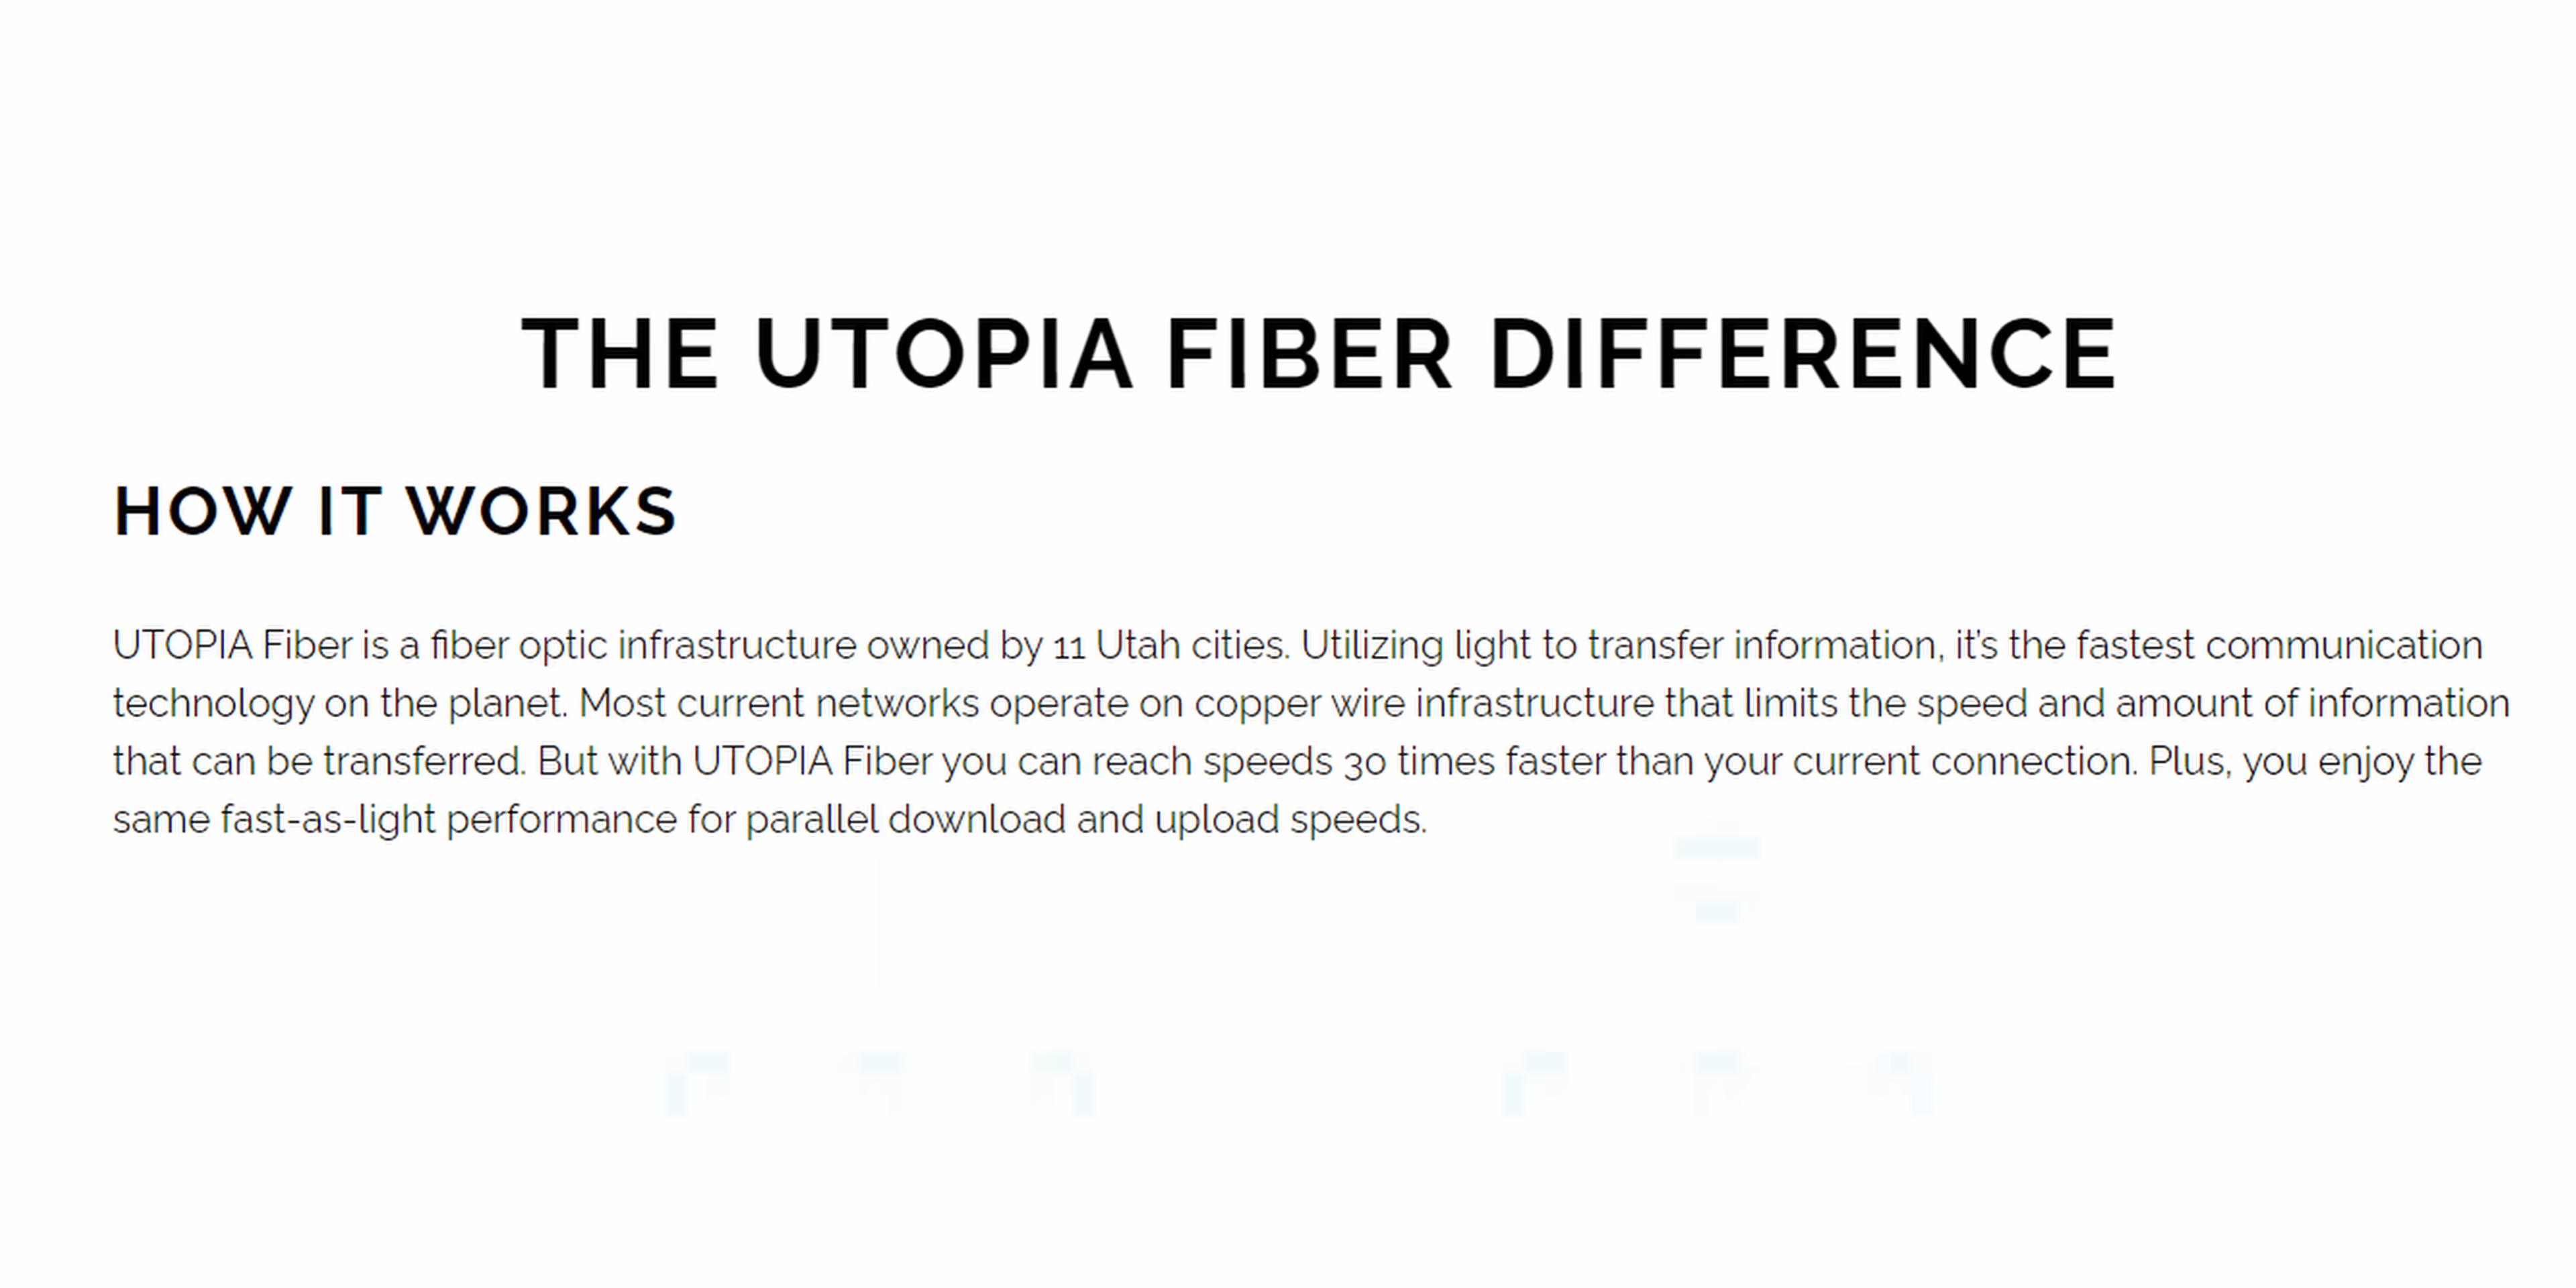 THE UTOPIA FIBER DIFFERENCE
HOW IT WORKS
UTOPIA Fiber is a fiber optic infrastructure owned by 11 Utah cities. Utilizing light to transfer information, it’s the fastest communication
technology on the planet. Most current networks operate on copper wire infrastructure that limits the speed and amount of information
that can be transferred. But with UTOPIA Fiber you can reach speeds 30 times faster than your current connection. Plus, you enjoy the
same fast-as-light performance for parallel download and upload speeds.